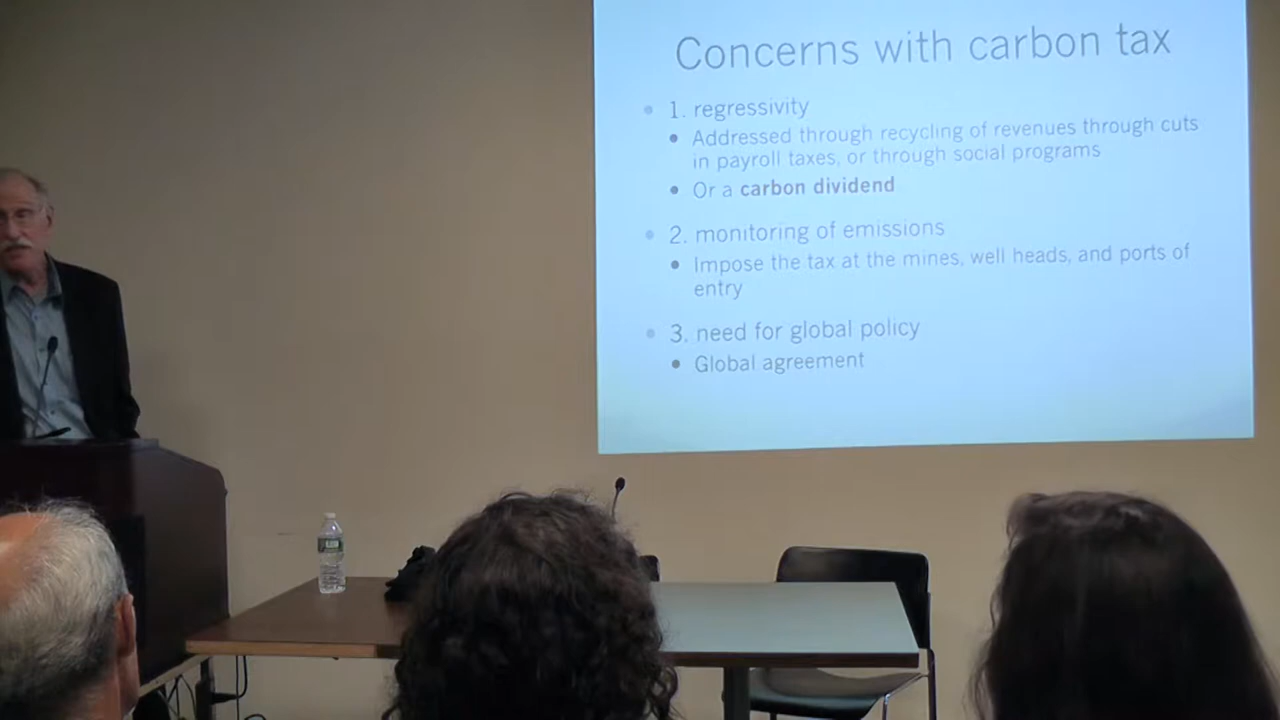 Concerns with carbon tax
• 1. regressivity
• Addressed through recycling of revenues through cuts
in payroll taxes, or through social programs
• Or a carbon dividend
• 2. monitoring of emissions
• Impose the tax at the mines, well heads, and ports of
entry
• 3. need for global policy
• Global agreement